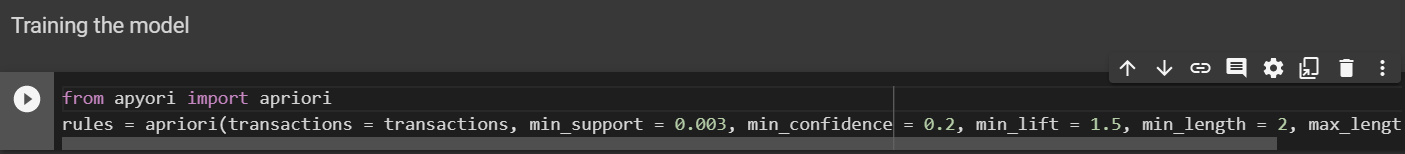 Training the model
from apyori import apriori
rules = apriori(transactions = transactions, min_support = 0.003, min_confidence = 0.2, min_lift = 1.5, min_length = 2, max_lengt